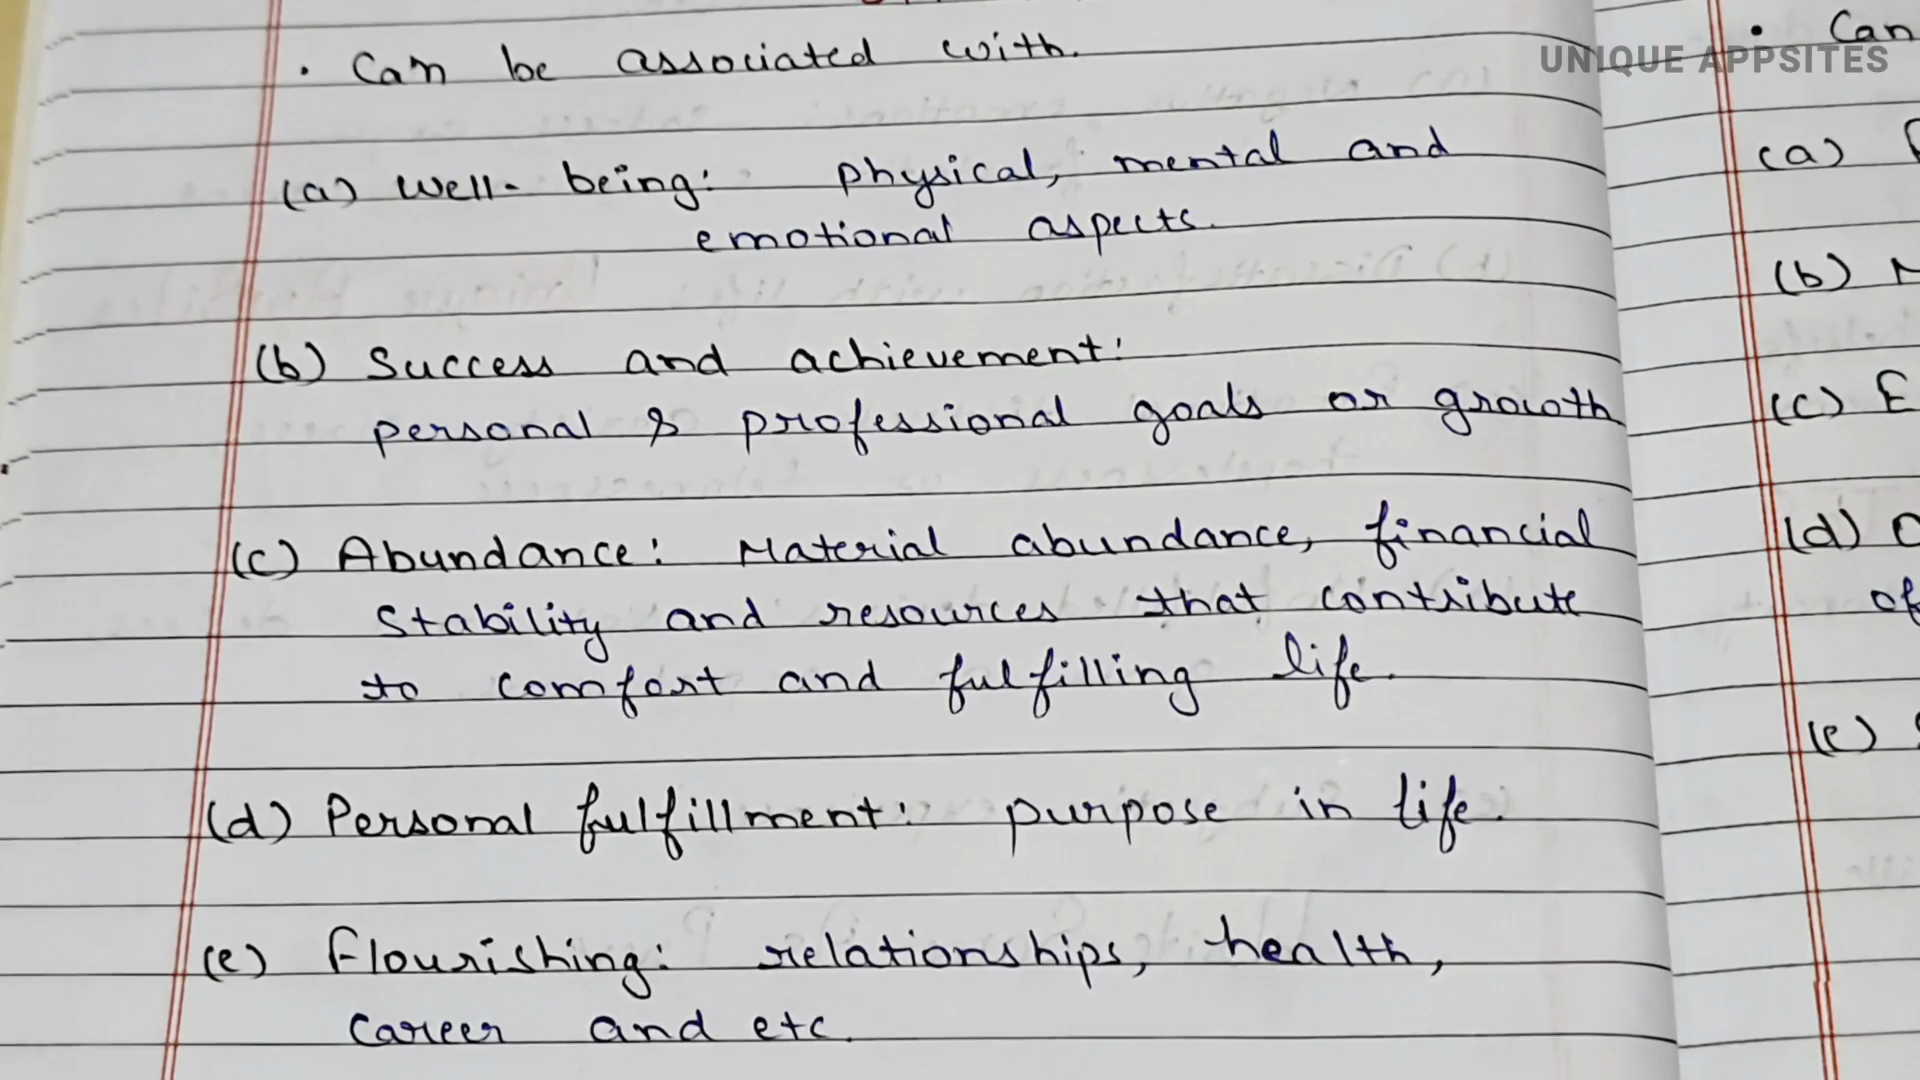 • Can be associated with.
(a) Well-being: Physical, mental and
emotional aspects.
(b) Success and achievement:
personal & professional goals or growth
(c) Abundance: Material abundance, financial
stability and resources that contribute
to comfort and fulfilling life.
(d) Personal fulfillment: purpose in life.
(e) Flourishing: relationships, health,
career and etc.
• Can
UNIQUE APPSITES
(a)
(b)
(c) E
(d)
of
(e)